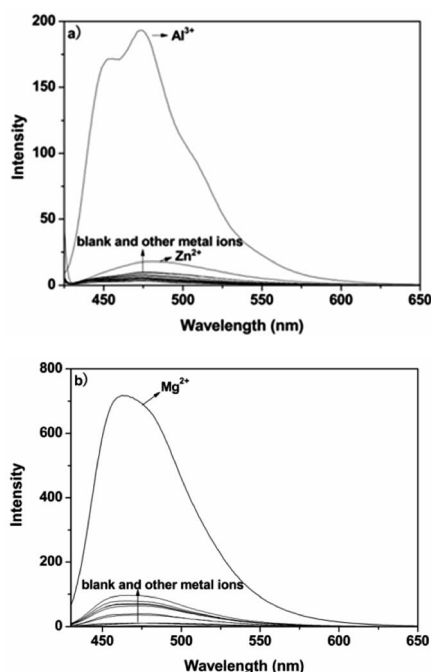 a)
Al³⁺
200
150
100
50
0
Intensity
blank and other metal ions
Zn²⁺
450 500 550 600 650
Wavelength (nm)
b)
Mg²⁺
800
600
400
200
0
Intensity
blank and other metal ions
450 500 550 600 650
Wavelength (nm)